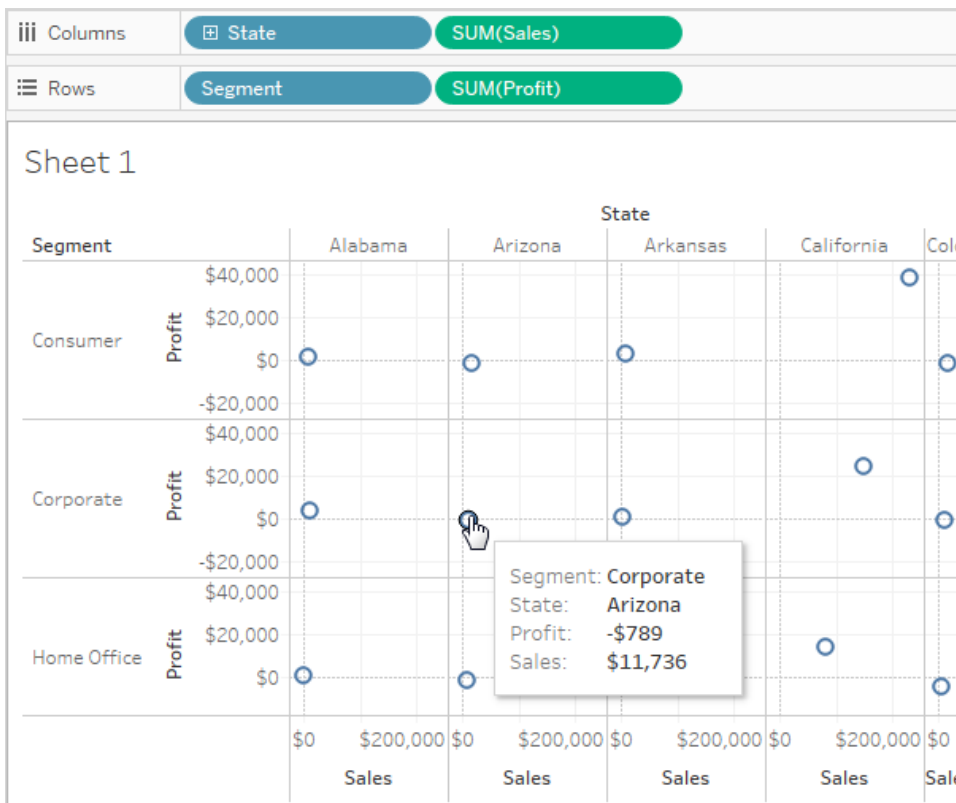 Columns State SUM(Sales)
Rows Segment SUM(Profit)
Sheet 1
State
Segment Alabama Arizona Arkansas California Col
Consumer
Profit
$40,000
$20,000
$0
-$20,000
Corporate
Profit
$40,000
$20,000
$0
-$20,000
Segment: Corporate
State: Arizona
Profit: -$789
Sales: $11,736
Home Office
Profit
$40,000
$20,000
$0
$0 $200,000 $0 $200,000 $0 $200,000 $0 $200,000 $0
Sales Sales Sales Sales Sale